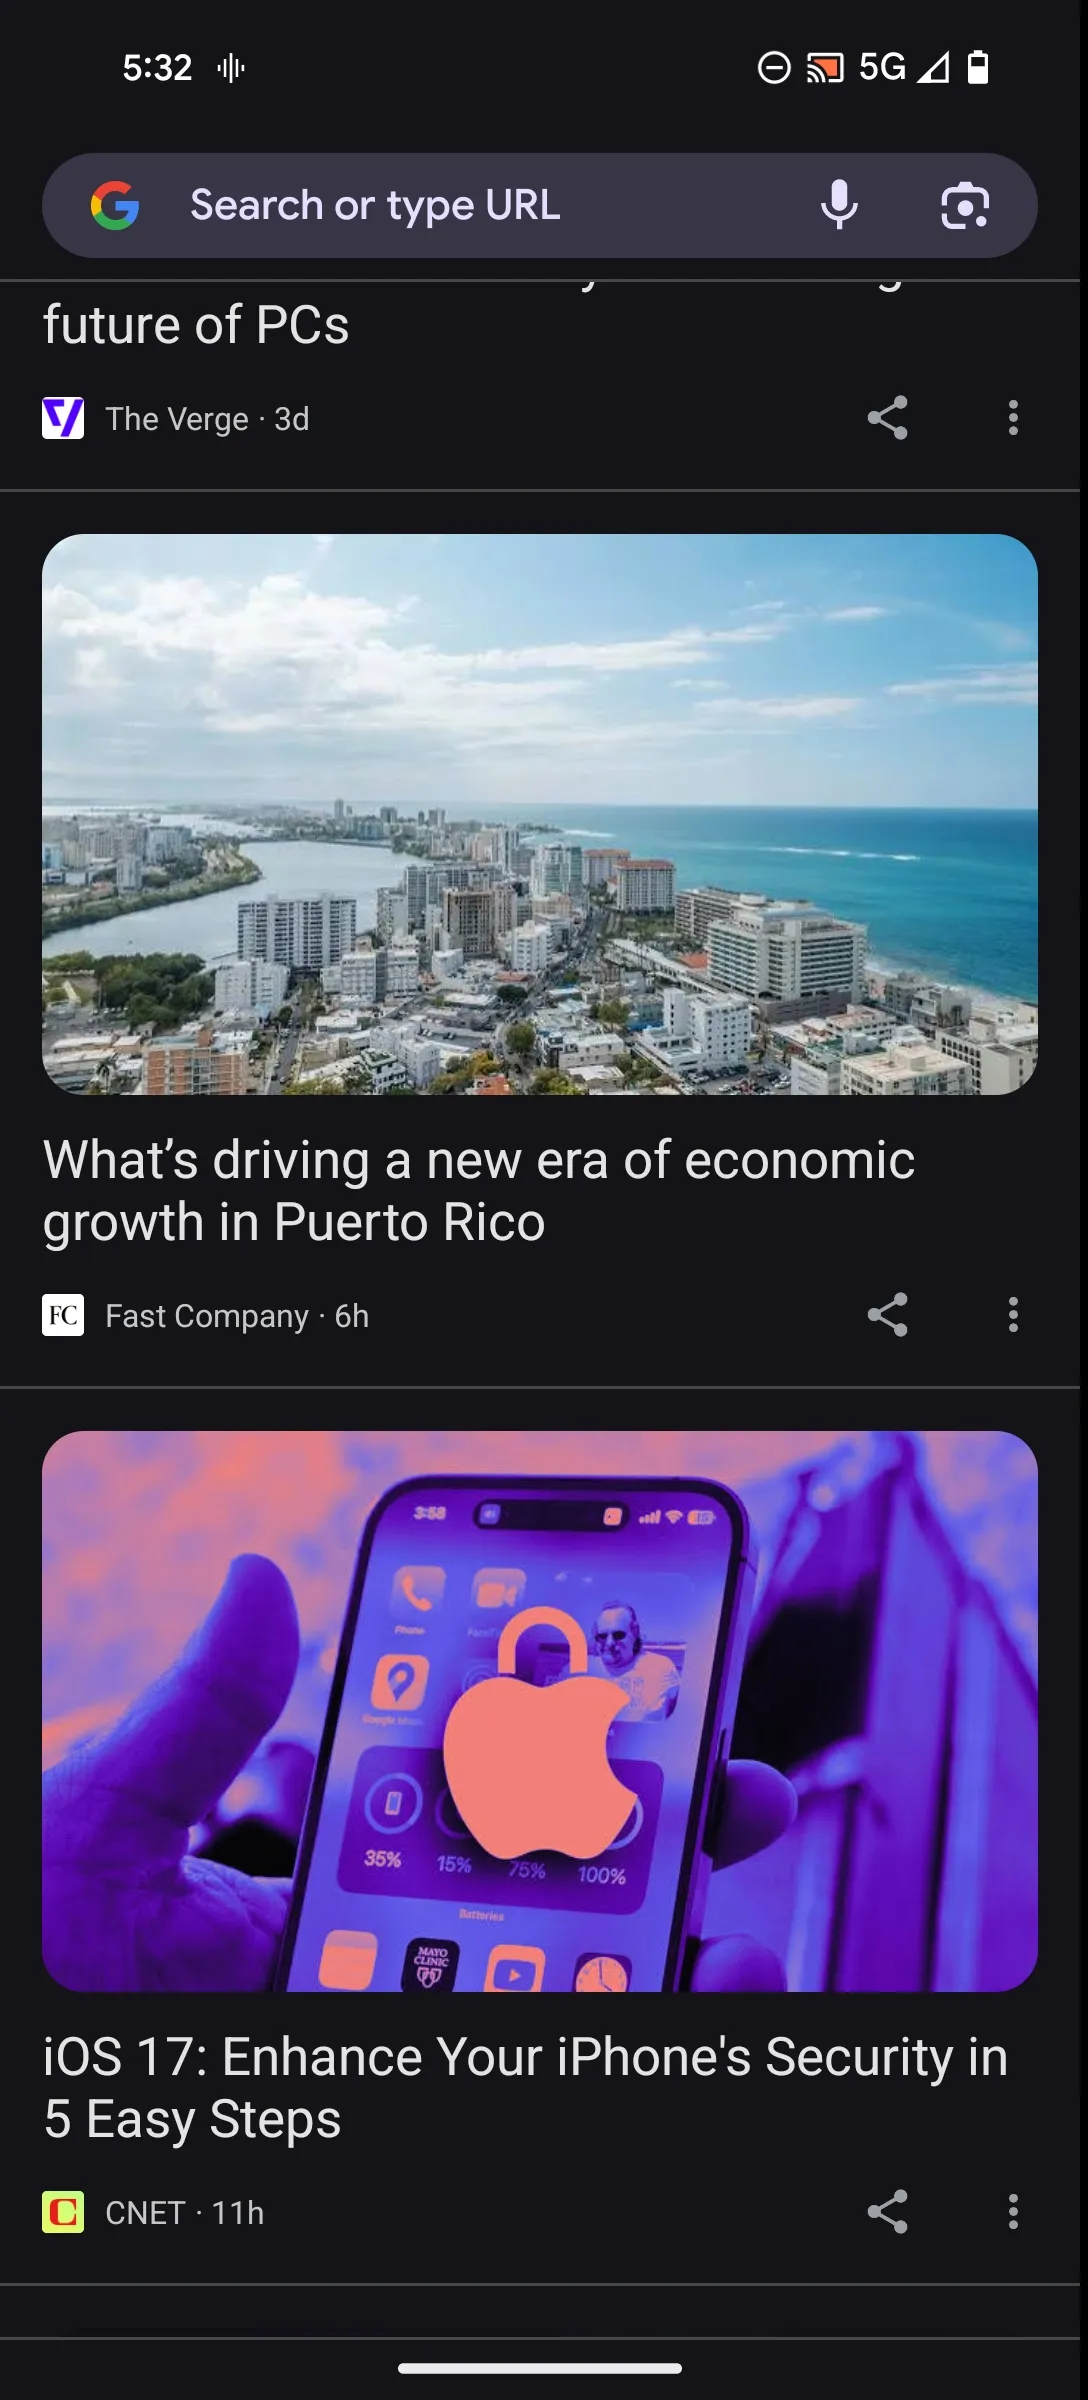 5:32 5G
Search or type URL
future of PCs
The Verge · 3d
What’s driving a new era of economic
growth in Puerto Rico
FC Fast Company · 6h
3:58
Phone
Google Maps
35% 15% 75% 100%
Batteries
MAYO
CLINIC
iOS 17: Enhance Your iPhone's Security in
5 Easy Steps
CNET · 11h